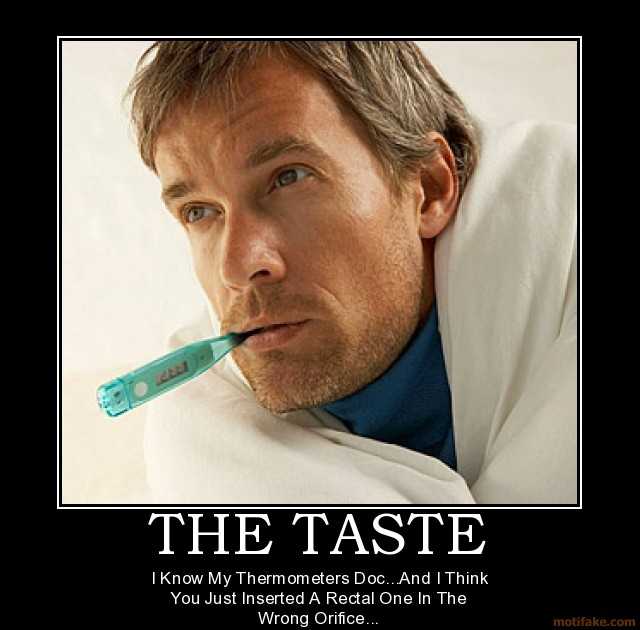 THE TASTE
I Know My Thermometers Doc...And I Think
You Just Inserted A Rectal One In The
Wrong Orifice...
motifake.com